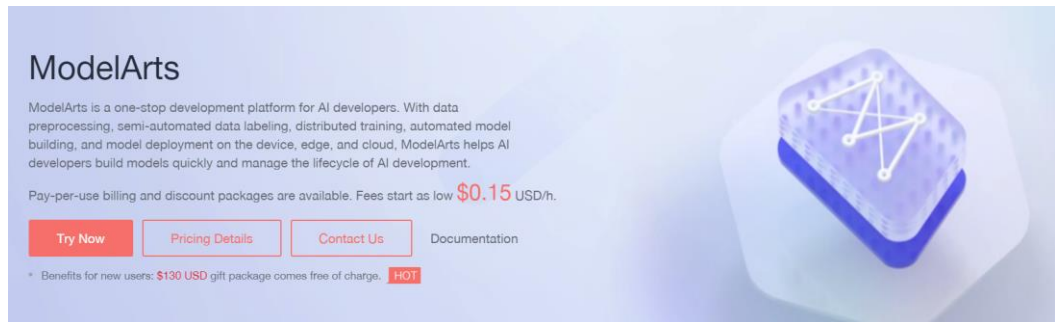 ModelArts
ModelArts is a one-stop development platform for AI developers. With data
preprocessing, semi-automated data labeling, distributed training, automated model
building, and model deployment on the device, edge, and cloud, ModelArts helps AI
developers build models quickly and manage the lifecycle of AI development.
Pay-per-use billing and discount packages are available. Fees start as low $0.15 USD/h.
Try Now Pricing Details Contact Us Documentation
* Benefits for new users: $130 USD gift package comes free of charge. HOT